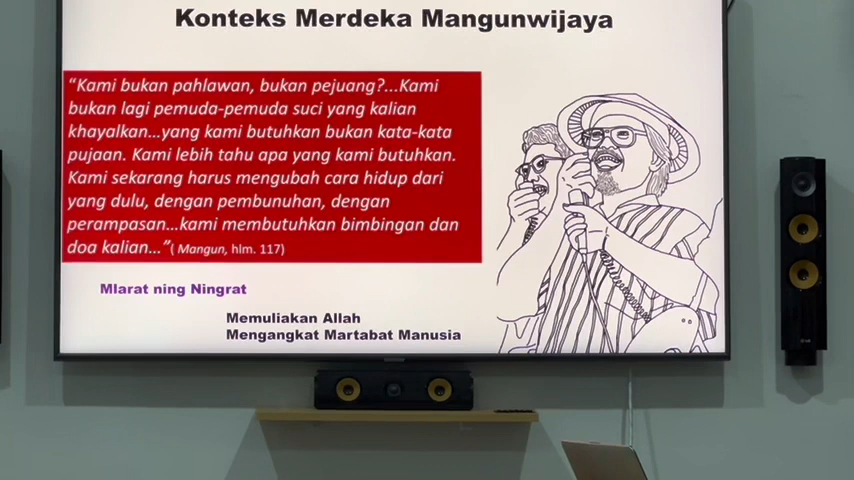 Konteks Merdeka Mangunwijaya
“Kami bukan pahlawan, bukan pejuang?...Kami
bukan lagi pemuda-pemuda suci yang kalian
khayalkan...yang kami butuhkan bukan kata-kata
pujaan. Kami lebih tahu apa yang kami butuhkan.
Kami sekarang harus mengubah cara hidup dari
yang dulu, dengan pembunuhan, dengan
perampasan...kami membutuhkan bimbingan dan
doa kalian...”( Mangun, hlm. 117)
MIarat ning Ningrat
Memuliakan Allah
Mengangkat Martabat Manusia